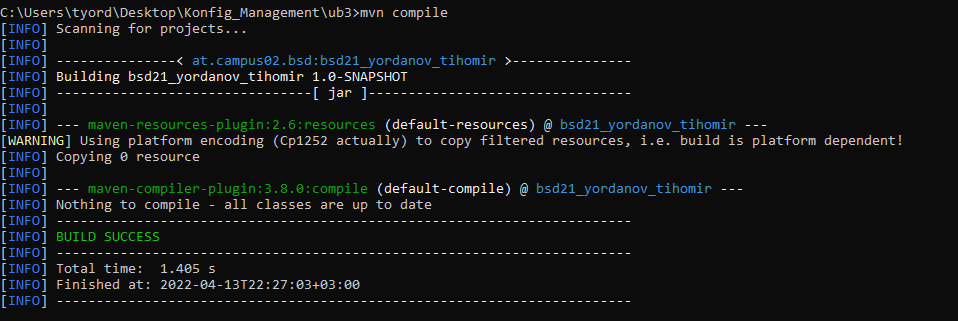 C:\Users\tyord\Desktop\Konfig_Management\ub3>mvn compile
[INFO] Scanning for projects...
[INFO]
[INFO] ---------------< at.campus02.bsd:bsd21_yordanov_tihomir >---------------
[INFO] Building bsd21_yordanov_tihomir 1.0-SNAPSHOT
[INFO] --------------------------------[ jar ]---------------------------------
[INFO]
[INFO] --- maven-resources-plugin:2.6:resources (default-resources) @ bsd21_yordanov_tihomir ---
[WARNING] Using platform encoding (Cp1252 actually) to copy filtered resources, i.e. build is platform dependent!
[INFO] Copying 0 resource
[INFO]
[INFO] --- maven-compiler-plugin:3.8.0:compile (default-compile) @ bsd21_yordanov_tihomir ---
[INFO] Nothing to compile - all classes are up to date
[INFO] ------------------------------------------------------------------------
[INFO] BUILD SUCCESS
[INFO] ------------------------------------------------------------------------
[INFO] Total time:  1.405 s
[INFO] Finished at: 2022-04-13T22:27:03+03:00
[INFO] ------------------------------------------------------------------------